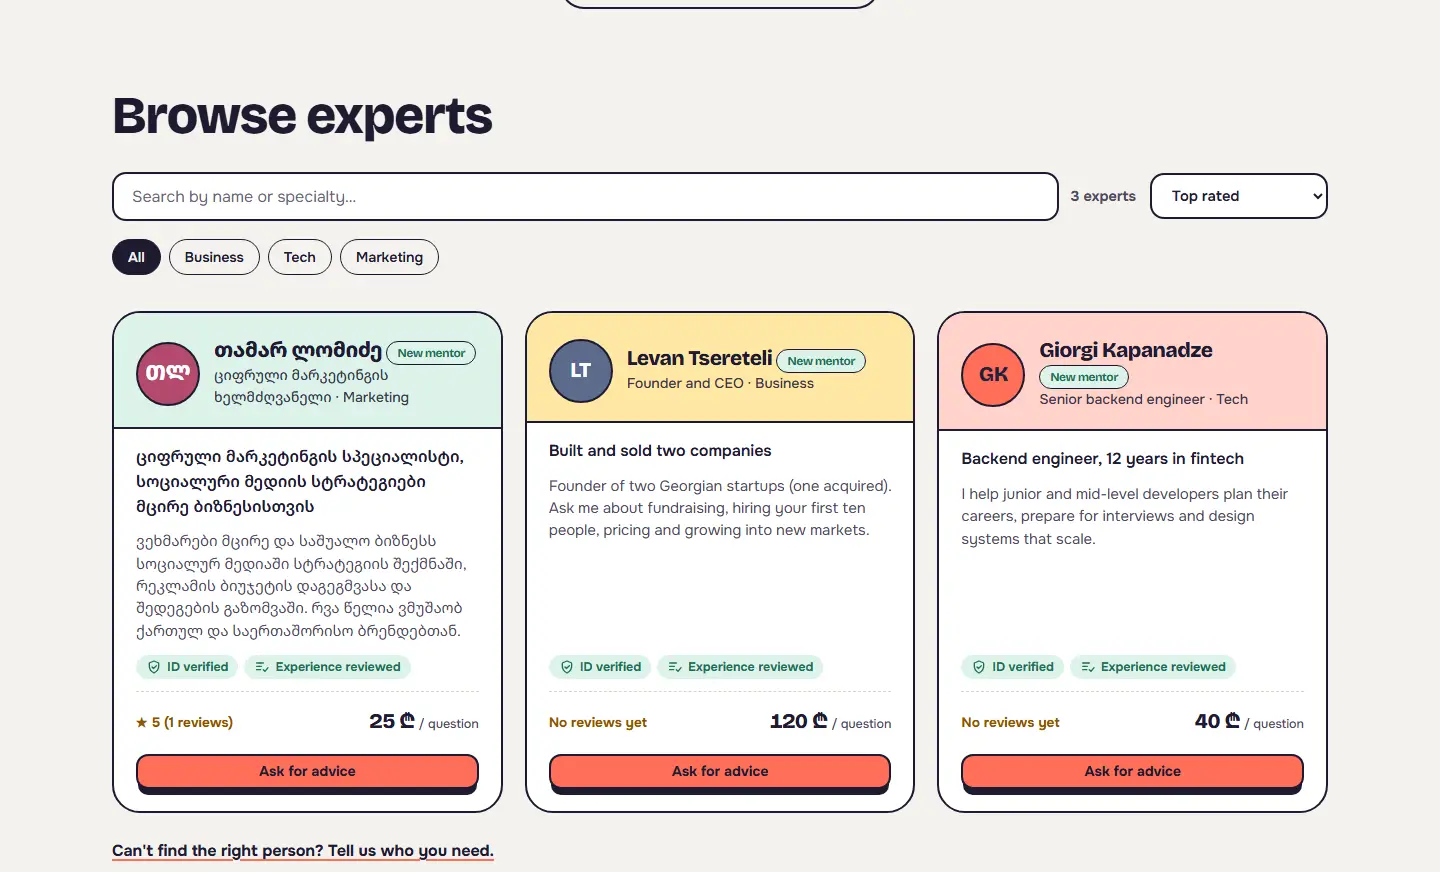 Browse experts
Search by name or specialty...
3 experts
Top rated
All
Business
Tech
Marketing
თლ
თამარ ლომიძე New mentor
ციფრული მარკეტინგის
ხელმძღვანელი · Marketing
ციფრული მარკეტინგის სპეციალისტი,
სოციალური მედიის სტრატეგიები
მცირე ბიზნესისთვის
ვეხმარები მცირე და საშუალო ბიზნესს
სოციალურ მედიაში სტრატეგიის შექმნაში,
რეკლამის ბიუჯეტის დაგეგმვასა და
შედეგების გაზომვაში. რვა წელია ვმუშაობ
ქართულ და საერთაშორისო ბრენდებთან.
ID verified
Experience reviewed
★ 5 (1 reviews)
25 ₾ / question
Ask for advice
LT
Levan Tsereteli New mentor
Founder and CEO · Business
Built and sold two companies
Founder of two Georgian startups (one acquired).
Ask me about fundraising, hiring your first ten
people, pricing and growing into new markets.
ID verified
Experience reviewed
No reviews yet
120 ₾ / question
Ask for advice
GK
Giorgi Kapanadze
New mentor
Senior backend engineer · Tech
Backend engineer, 12 years in fintech
I help junior and mid-level developers plan their
careers, prepare for interviews and design
systems that scale.
ID verified
Experience reviewed
No reviews yet
40 ₾ / question
Ask for advice
Can't find the right person? Tell us who you need.